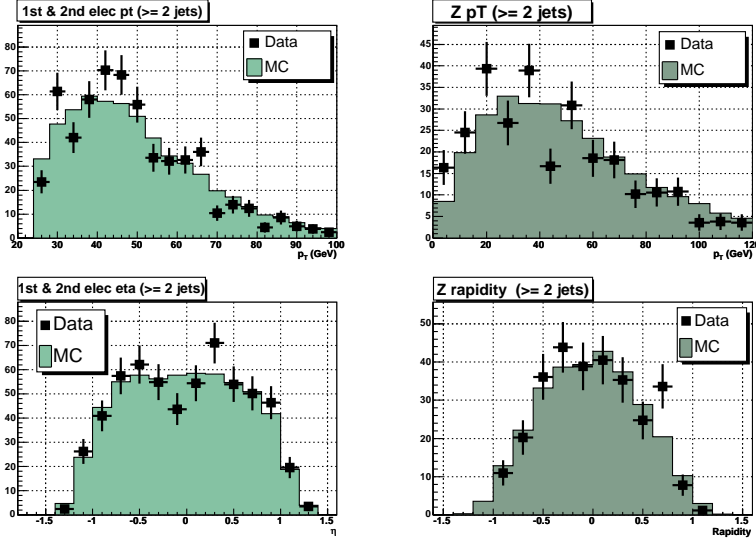 1st & 2nd elec pt (>= 2 jets)
Data
MC
80
70
60
50
40
30
20
10
0
20 30 40 50 60 70 80 90 100
p_T (GeV)
Z pT (>= 2 jets)
Data
MC
45
40
35
30
25
20
15
10
5
0
0 20 40 60 80 100 120
p_T (GeV)
1st & 2nd elec eta (>= 2 jets)
Data
MC
80
70
60
50
40
30
20
10
0
-1.5 -1 -0.5 0 0.5 1 1.5
η
Z rapidity (>= 2 jets)
Data
MC
50
40
30
20
10
0
-1.5 -1 -0.5 0 0.5 1 1.5
Rapidity